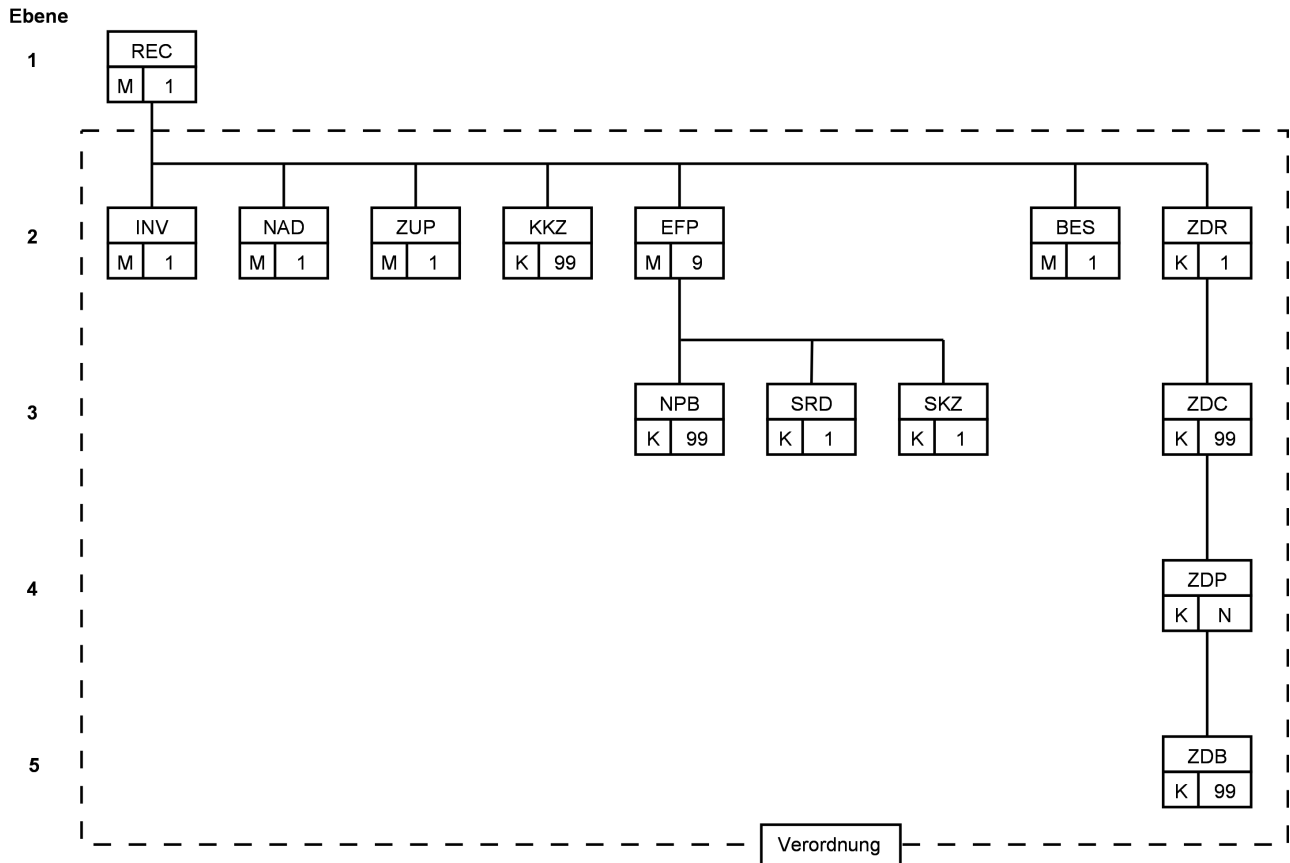 Ebene
1
REC
M 1
2
INV NAD ZUP KKZ EFP BES ZDR
M 1 M 1 M 1 K 99 M 9 M 1 K 1
3
NPB SRD SKZ ZDC
K 99 K 1 K 1 K 99
4
ZDP
K N
5
ZDB
K 99
Verordnung